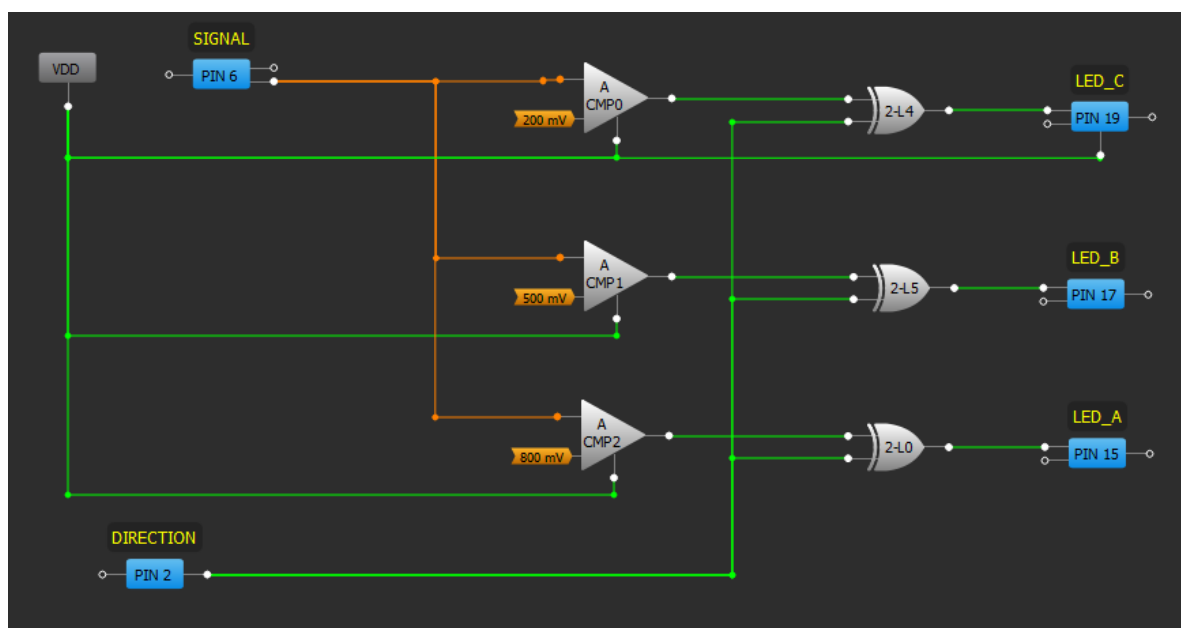 SIGNAL
VDD
PIN 6
A
CMP0
200 mV
2-L4
LED_C
PIN 19
A
CMP1
500 mV
2-L5
LED_B
PIN 17
A
CMP2
800 mV
2-L0
LED_A
PIN 15
DIRECTION
PIN 2